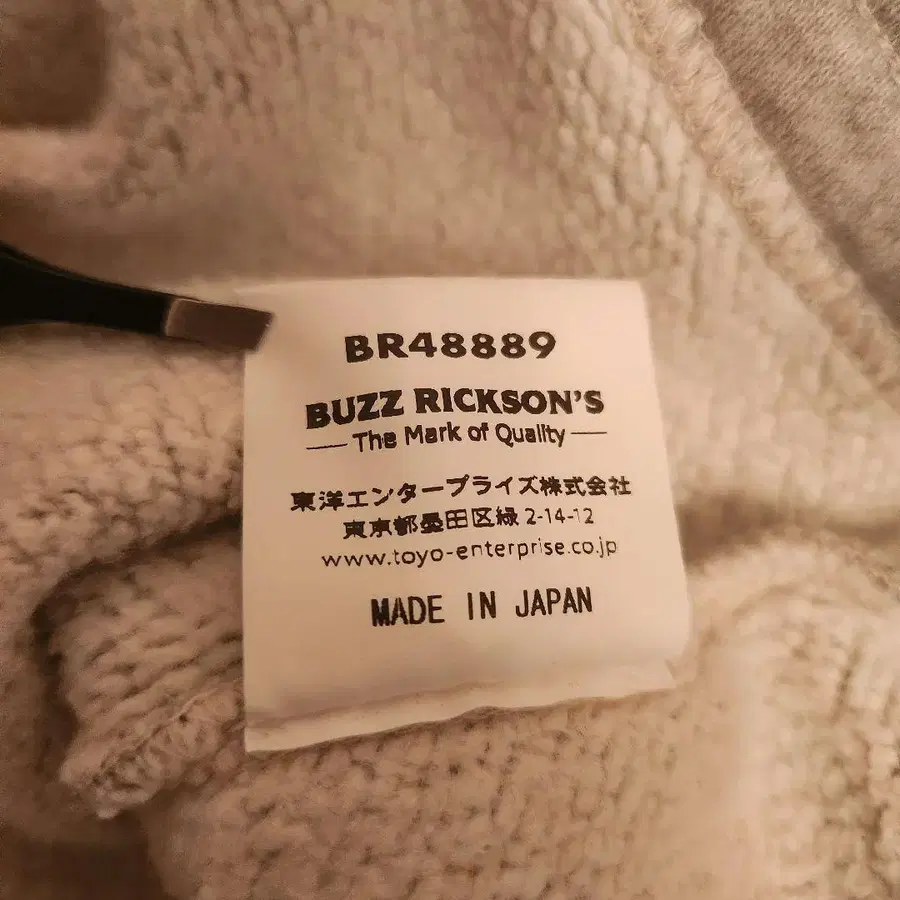 BR48889
BUZZ RICKSON'S
The Mark of Quality
東洋エンタープライズ株式会社
東京都墨田区緑 2-14-12
www.toyo-enterprise.co.jp
MADE IN JAPAN